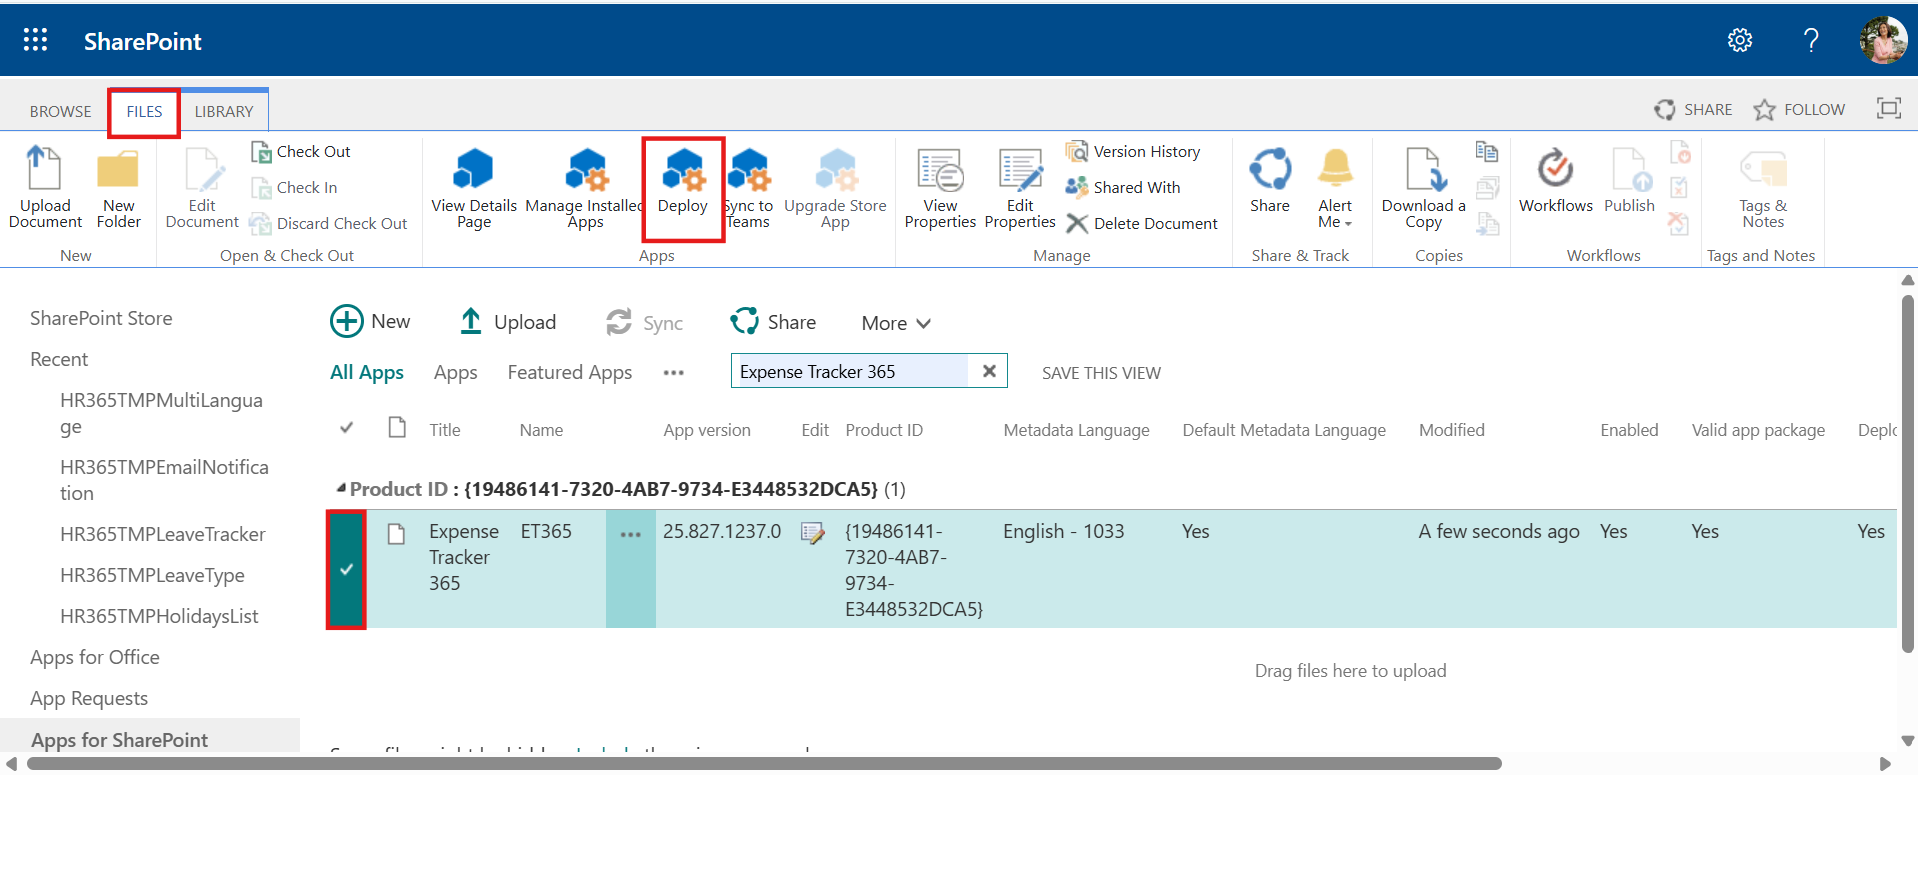 SharePoint
BROWSE FILES LIBRARY
SHARE FOLLOW
Upload Document
New Folder
New
Edit Document
Check Out
Check In
Discard Check Out
Open & Check Out
View Details Page
Manage Installed Apps
Deploy
Sync to Teams
Upgrade Store App
Apps
View Properties
Edit Properties
Version History
Shared With
Delete Document
Manage
Share
Alert Me
Share & Track
Download a Copy
Copies
Workflows
Publish
Workflows
Tags & Notes
Tags and Notes
SharePoint Store
Recent
HR365TMPMultiLangua
ge
HR365TMPEmailNotifica
tion
HR365TMPLeaveTracker
HR365TMPLeaveType
HR365TMPHolidaysList
Apps for Office
App Requests
Apps for SharePoint
New Upload Sync Share More
All Apps Apps Featured Apps ••• Expense Tracker 365 SAVE THIS VIEW
Title Name App version Edit Product ID Metadata Language Default Metadata Language Modified Enabled Valid app package Deplo
Product ID : {19486141-7320-4AB7-9734-E3448532DCA5} (1)
Expense Tracker 365
ET365
•••
25.827.1237.0
{19486141-
7320-4AB7-
9734-
E3448532DCA5}
English - 1033
Yes
A few seconds ago
Yes
Yes
Yes
Drag files here to upload